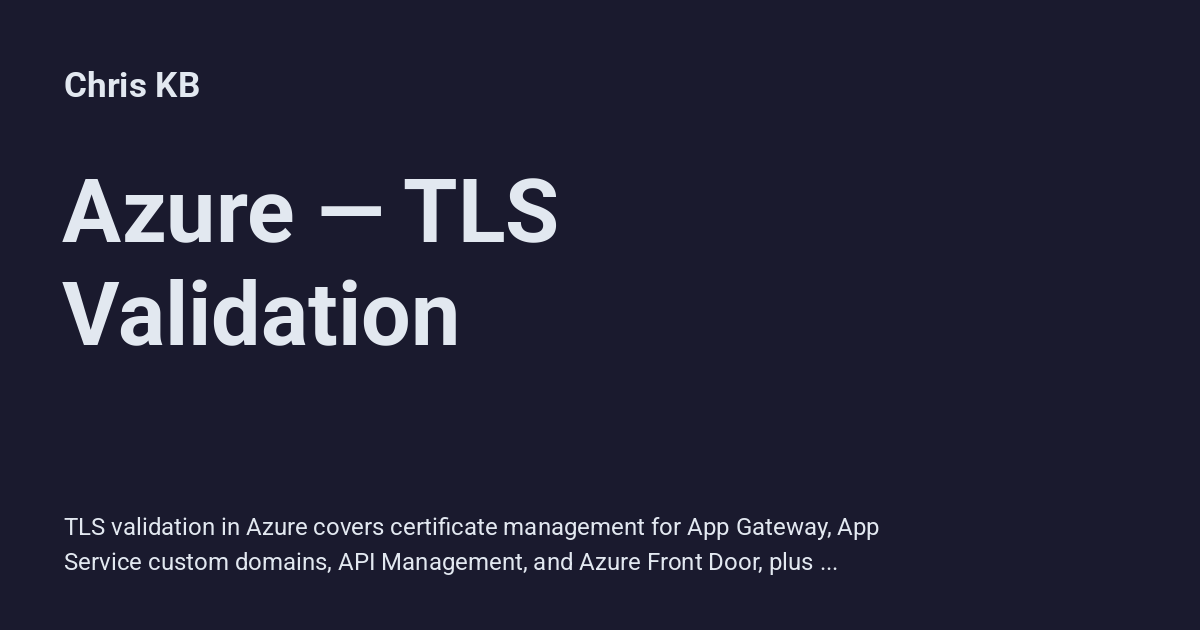 Chris KB
Azure — TLS
Validation
TLS validation in Azure covers certificate management for App Gateway, App
Service custom domains, API Management, and Azure Front Door, plus ...